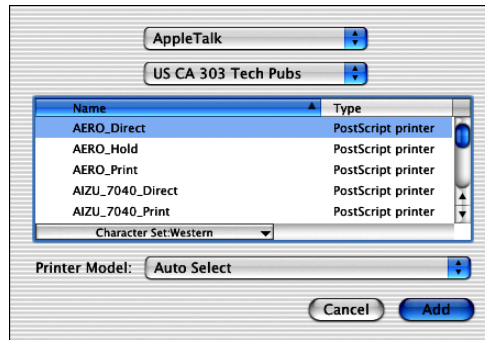 AppleTalk
US CA 303 Tech Pubs
Name Type
AERO_Direct PostScript printer
AERO_Hold PostScript printer
AERO_Print PostScript printer
AIZU_7040_Direct PostScript printer
AIZU_7040_Print PostScript printer
Character Set:Western
Printer Model: Auto Select
Cancel Add